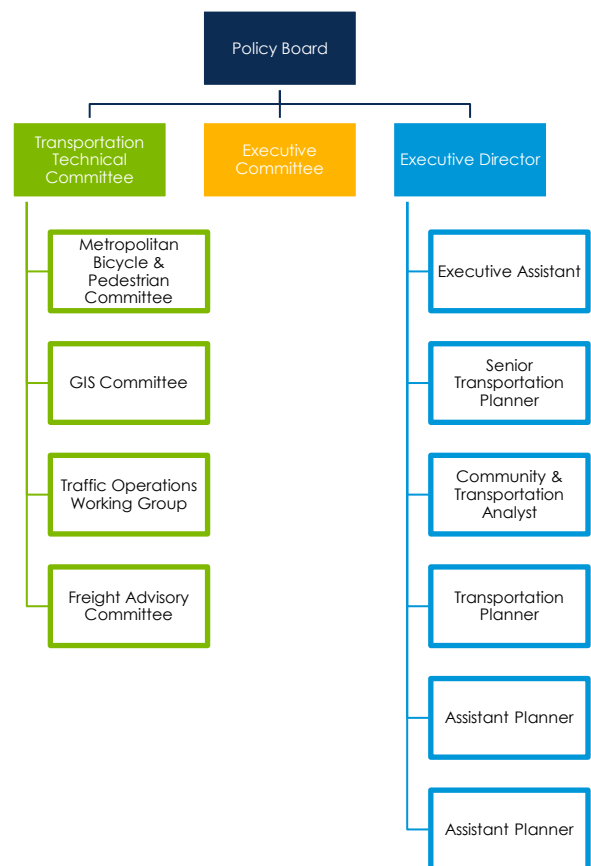 Policy Board
Transportation
Technical
Committee
Executive
Committee
Executive Director
Metropolitan
Bicycle &
Pedestrian
Committee
GIS Committee
Traffic Operations
Working Group
Freight Advisory
Committee
Executive Assistant
Senior
Transportation
Planner
Community &
Transportation
Analyst
Transportation
Planner
Assistant Planner
Assistant Planner